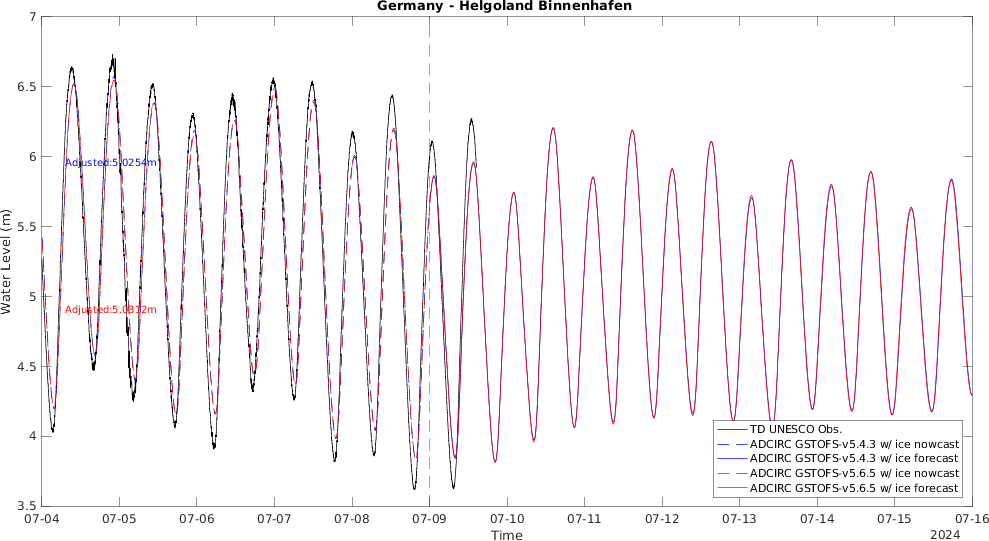 Germany - Helgoland Binnenhafen
7
6.5
6
5.5
5
4.5
4
3.5
Water Level (m)
Adjusted:5.0254m
Adjusted:5.0312m
TD UNESCO Obs.
ADCIRC GSTOFS-v5.4.3 w/ ice nowcast
ADCIRC GSTOFS-v5.4.3 w/ ice forecast
ADCIRC GSTOFS-v5.6.5 w/ ice nowcast
ADCIRC GSTOFS-v5.6.5 w/ ice forecast
07-04 07-05 07-06 07-07 07-08 07-09 07-10 07-11 07-12 07-13 07-14 07-15 07-16
Time
2024